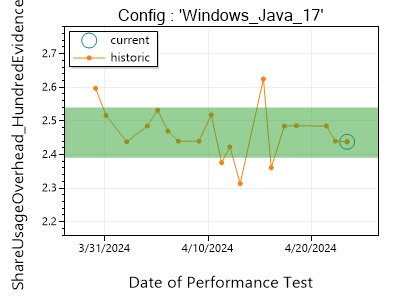 Config : 'Windows_Java_17'
ShareUsageOverhead_HundredEvidence
current
historic
2.7
2.6
2.5
2.4
2.3
2.2
3/31/2024 4/10/2024 4/20/2024
Date of Performance Test